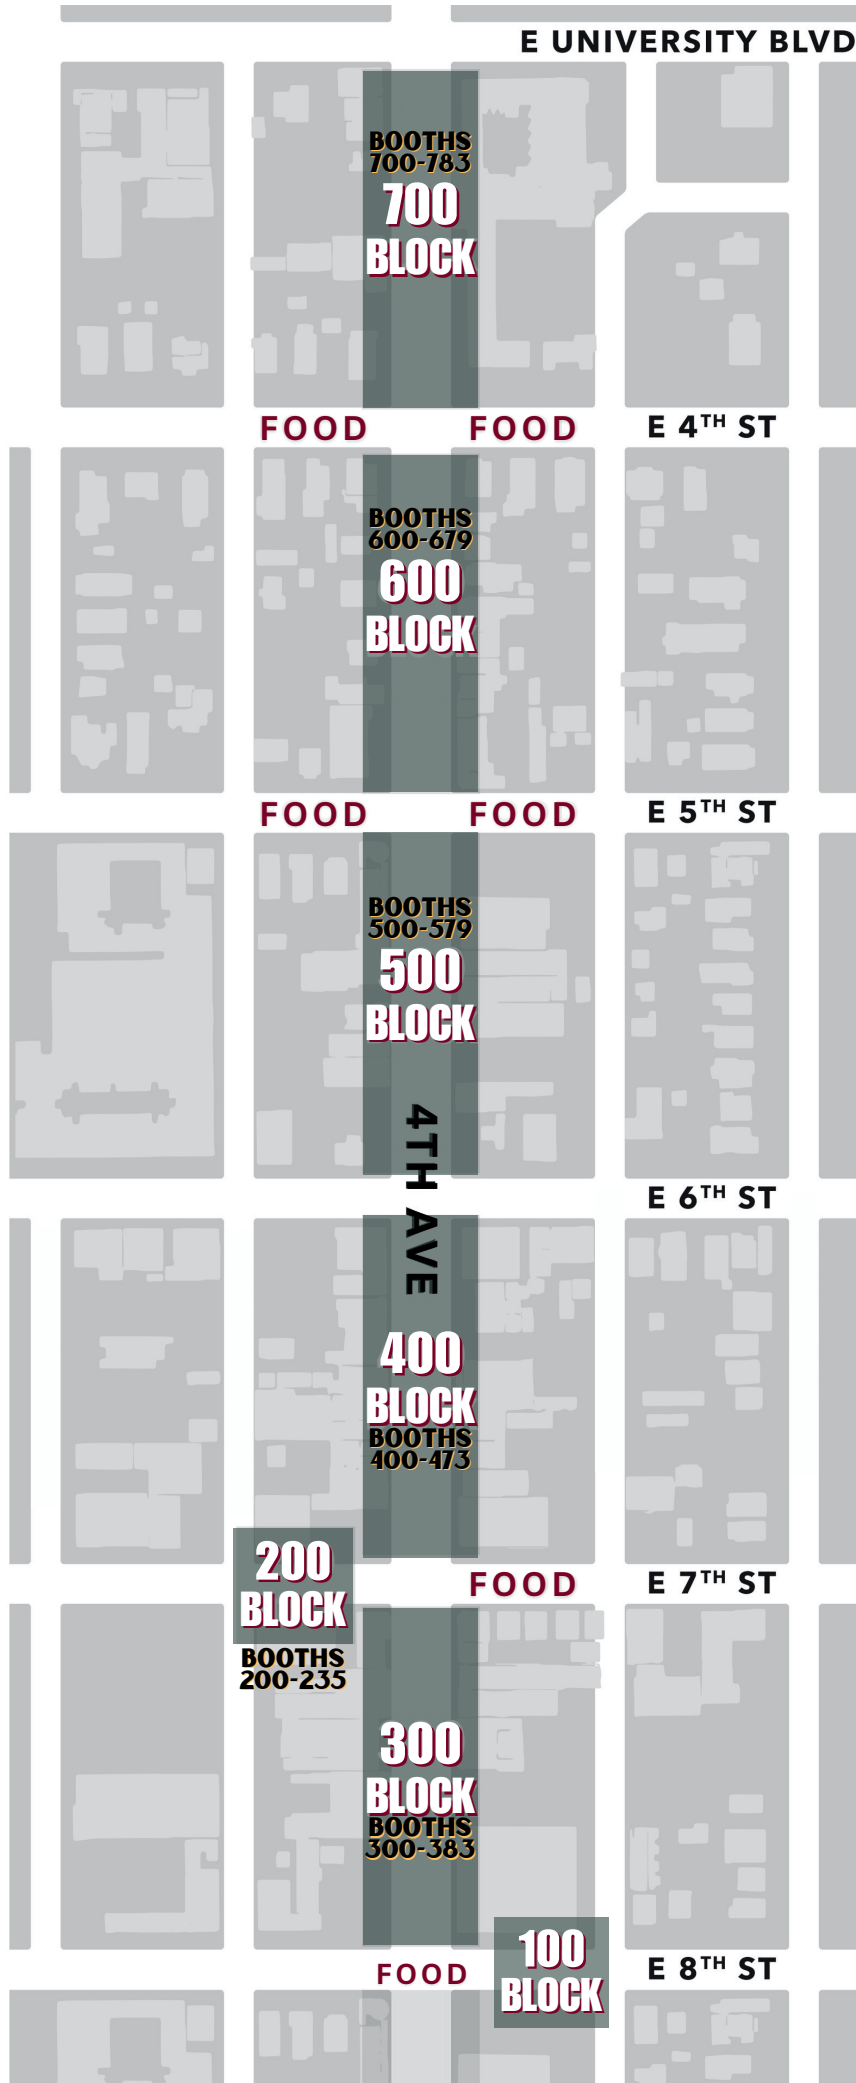 E UNIVERSITY BLVD
BOOTHS
700-783
700
BLOCK
FOOD FOOD E 4TH ST
BOOTHS
600-679
600
BLOCK
FOOD FOOD E 5TH ST
BOOTHS
500-579
500
BLOCK
4TH AVE
E 6TH ST
400
BLOCK
BOOTHS
400-473
200
BLOCK
BOOTHS
200-235
FOOD E 7TH ST
300
BLOCK
BOOTHS
300-383
100
BLOCK
FOOD E 8TH ST